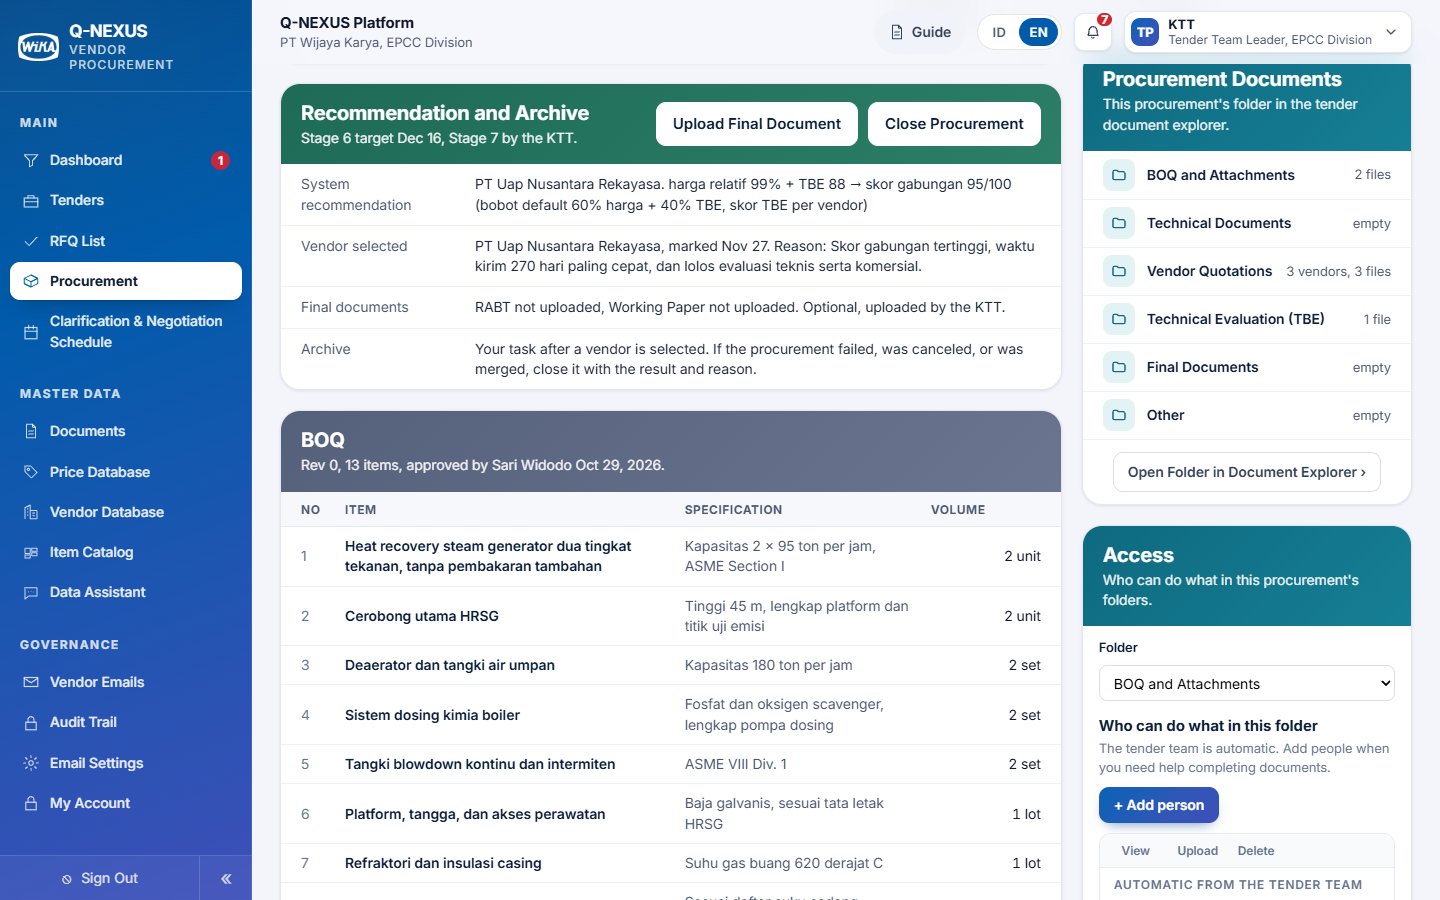 WIKA
Q-NEXUS
VENDOR
PROCUREMENT
MAIN
Dashboard 1
Tenders
RFQ List
Procurement
Clarification & Negotiation
Schedule
MASTER DATA
Documents
Price Database
Vendor Database
Item Catalog
Data Assistant
GOVERNANCE
Vendor Emails
Audit Trail
Email Settings
My Account
Sign Out «
Q-NEXUS Platform
PT Wijaya Karya, EPCC Division
Guide
ID EN
7
TP
KTT
Tender Team Leader, EPCC Division
Recommendation and Archive
Stage 6 target Dec 16, Stage 7 by the KTT.
Upload Final Document
Close Procurement
System
recommendation
PT Uap Nusantara Rekayasa. harga relatif 99% + TBE 88 → skor gabungan 95/100
(bobot default 60% harga + 40% TBE, skor TBE per vendor)
Vendor selected
PT Uap Nusantara Rekayasa, marked Nov 27. Reason: Skor gabungan tertinggi, waktu
kirim 270 hari paling cepat, dan lolos evaluasi teknis serta komersial.
Final documents
RABT not uploaded, Working Paper not uploaded. Optional, uploaded by the KTT.
Archive
Your task after a vendor is selected. If the procurement failed, was canceled, or was
merged, close it with the result and reason.
BOQ
Rev 0, 13 items, approved by Sari Widodo Oct 29, 2026.
NO ITEM SPECIFICATION VOLUME
1 Heat recovery steam generator dua tingkat
tekanan, tanpa pembakaran tambahan
Kapasitas 2 × 95 ton per jam,
ASME Section I
2 unit
2 Cerobong utama HRSG
Tinggi 45 m, lengkap platform dan
titik uji emisi
2 unit
3 Deaerator dan tangki air umpan Kapasitas 180 ton per jam 2 set
4 Sistem dosing kimia boiler
Fosfat dan oksigen scavenger,
lengkap pompa dosing
2 set
5 Tangki blowdown kontinu dan intermiten ASME VIII Div. 1 2 set
6 Platform, tangga, dan akses perawatan
Baja galvanis, sesuai tata letak
HRSG
1 lot
7 Refraktori dan insulasi casing Suhu gas buang 620 derajat C 1 lot
Procurement Documents
This procurement's folder in the tender
document explorer.
BOQ and Attachments 2 files
Technical Documents empty
Vendor Quotations 3 vendors, 3 files
Technical Evaluation (TBE) 1 file
Final Documents empty
Other empty
Open Folder in Document Explorer ›
Access
Who can do what in this procurement's
folders.
Folder
BOQ and Attachments
Who can do what in this folder
The tender team is automatic. Add people when
you need help completing documents.
+ Add person
View Upload Delete
AUTOMATIC FROM THE TENDER TEAM